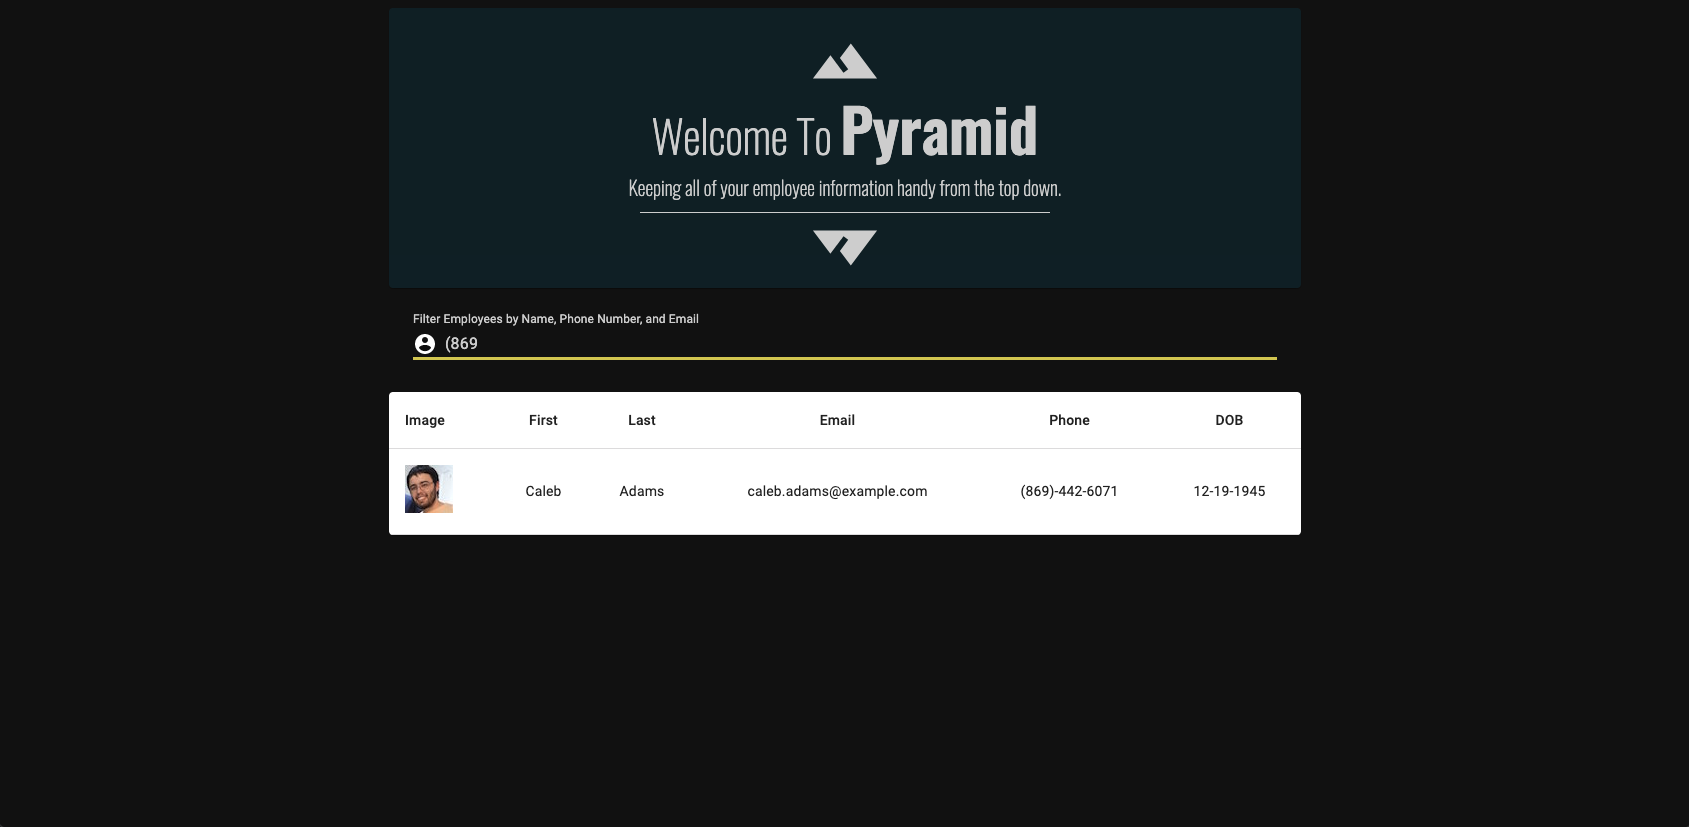 Welcome To Pyramid
Keeping all of your employee information handy from the top down.
Filter Employees by Name, Phone Number, and Email
(869
Image First Last Email Phone DOB
Caleb Adams caleb.adams@example.com (869)-442-6071 12-19-1945